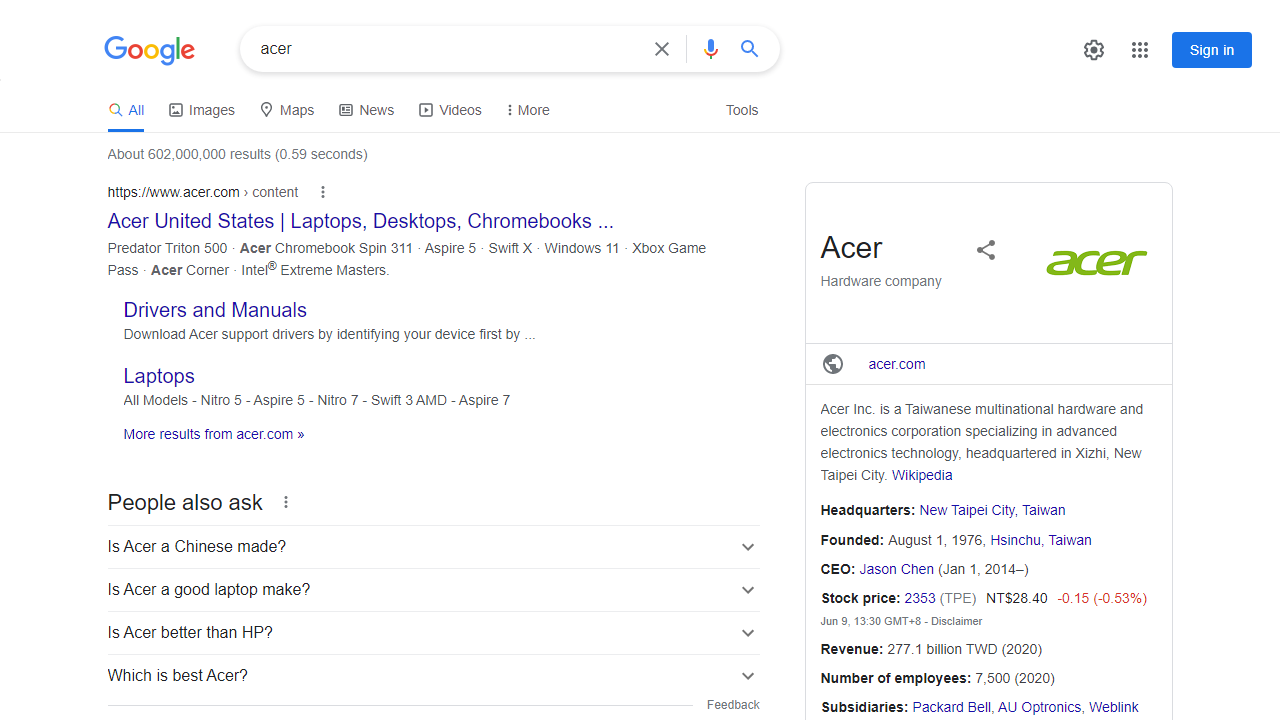 Google
acer
Sign in
All
Images
Maps
News
Videos
More
Tools
About 602,000,000 results (0.59 seconds)
https://www.acer.com › content
Acer United States | Laptops, Desktops, Chromebooks ...
Predator Triton 500 · Acer Chromebook Spin 311 · Aspire 5 · Swift X · Windows 11 · Xbox Game
Pass · Acer Corner · Intel® Extreme Masters.
Drivers and Manuals
Download Acer support drivers by identifying your device first by ...
Laptops
All Models - Nitro 5 - Aspire 5 - Nitro 7 - Swift 3 AMD - Aspire 7
More results from acer.com »
People also ask
Is Acer a Chinese made?
Is Acer a good laptop make?
Is Acer better than HP?
Which is best Acer?
Feedback
Acer
Hardware company
acer
acer.com
Acer Inc. is a Taiwanese multinational hardware and
electronics corporation specializing in advanced
electronics technology, headquartered in Xizhi, New
Taipei City. Wikipedia
Headquarters: New Taipei City, Taiwan
Founded: August 1, 1976, Hsinchu, Taiwan
CEO: Jason Chen (Jan 1, 2014–)
Stock price: 2353 (TPE) NT$28.40 -0.15 (-0.53%)
Jun 9, 13:30 GMT+8 - Disclaimer
Revenue: 277.1 billion TWD (2020)
Number of employees: 7,500 (2020)
Subsidiaries: Packard Bell, AU Optronics, Weblink